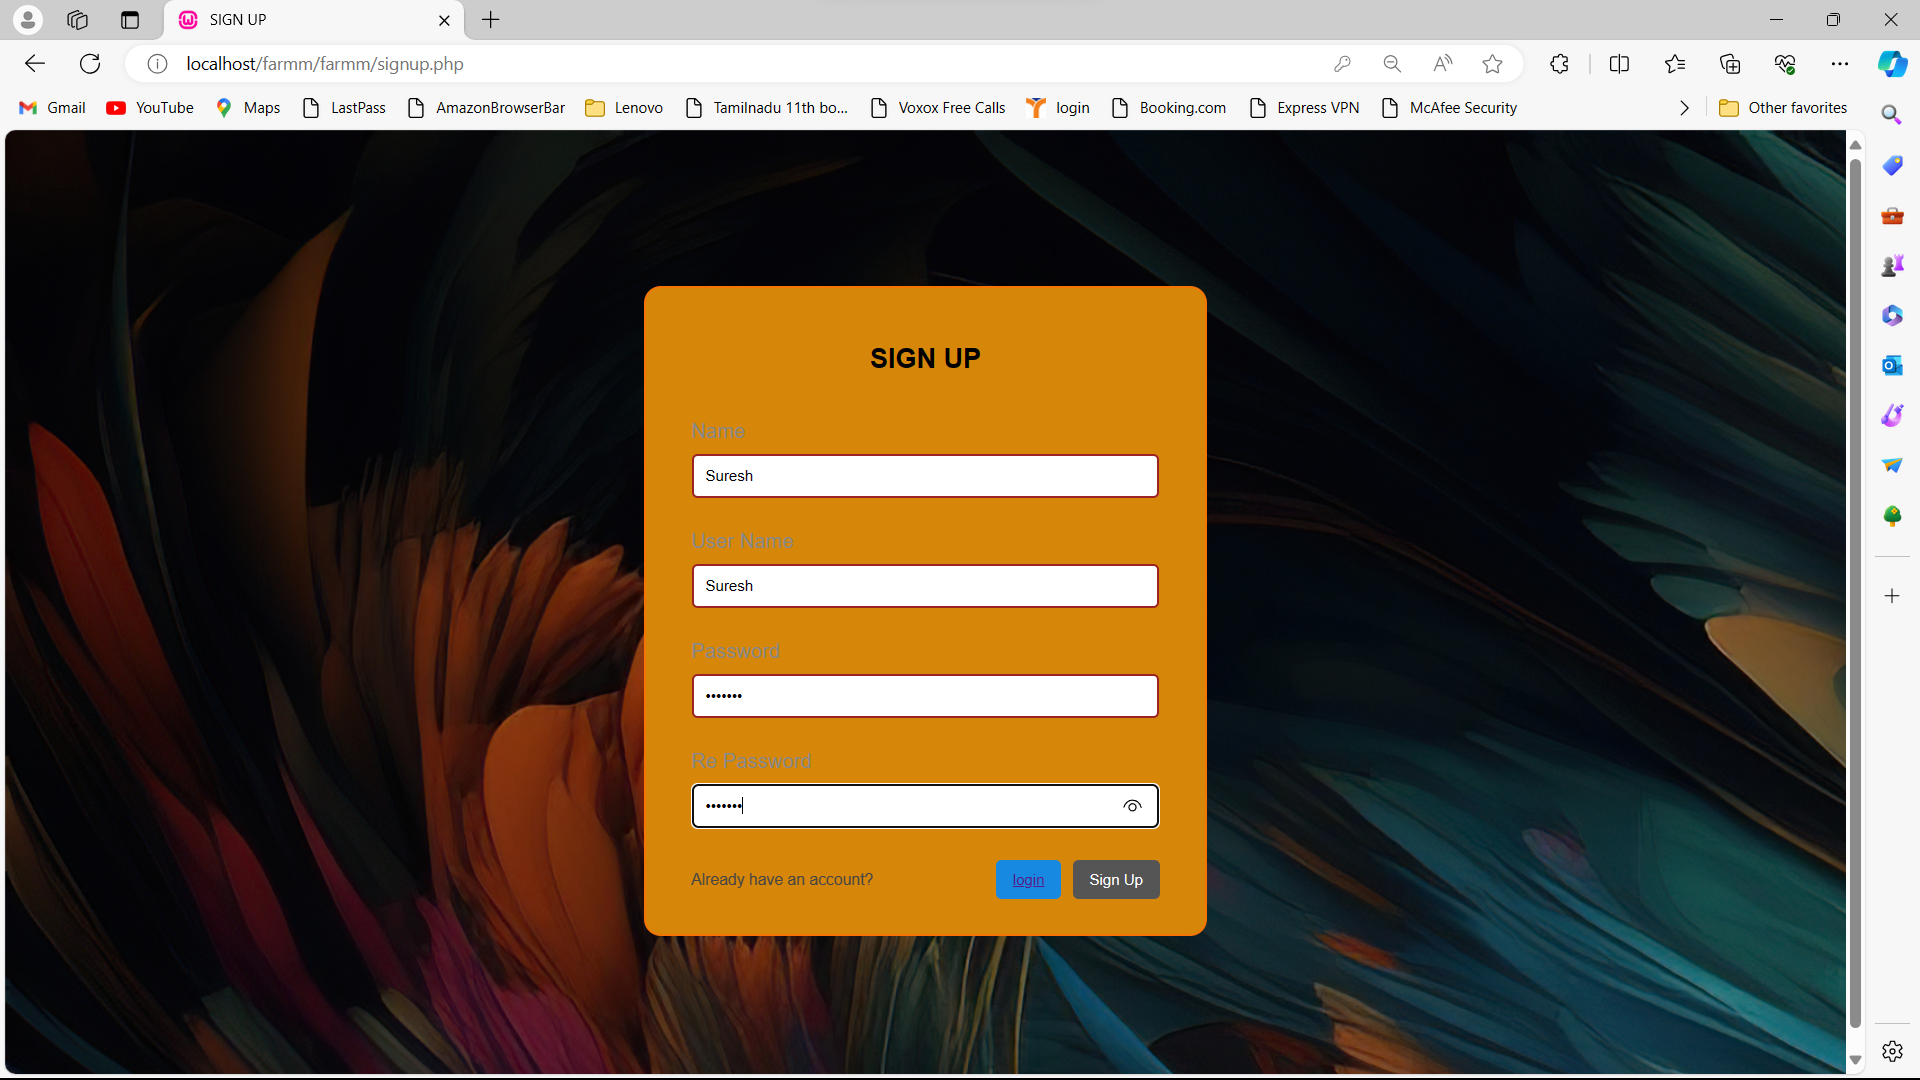 SIGN UP
localhost/farmm/farmm/signup.php
Gmail YouTube Maps LastPass AmazonBrowserBar Lenovo Tamilnadu 11th bo... Voxox Free Calls login Booking.com Express VPN McAfee Security Other favorites
SIGN UP
Name
Suresh
User Name
Suresh
Password
•••••••
Re Password
•••••••
Already have an account? login Sign Up